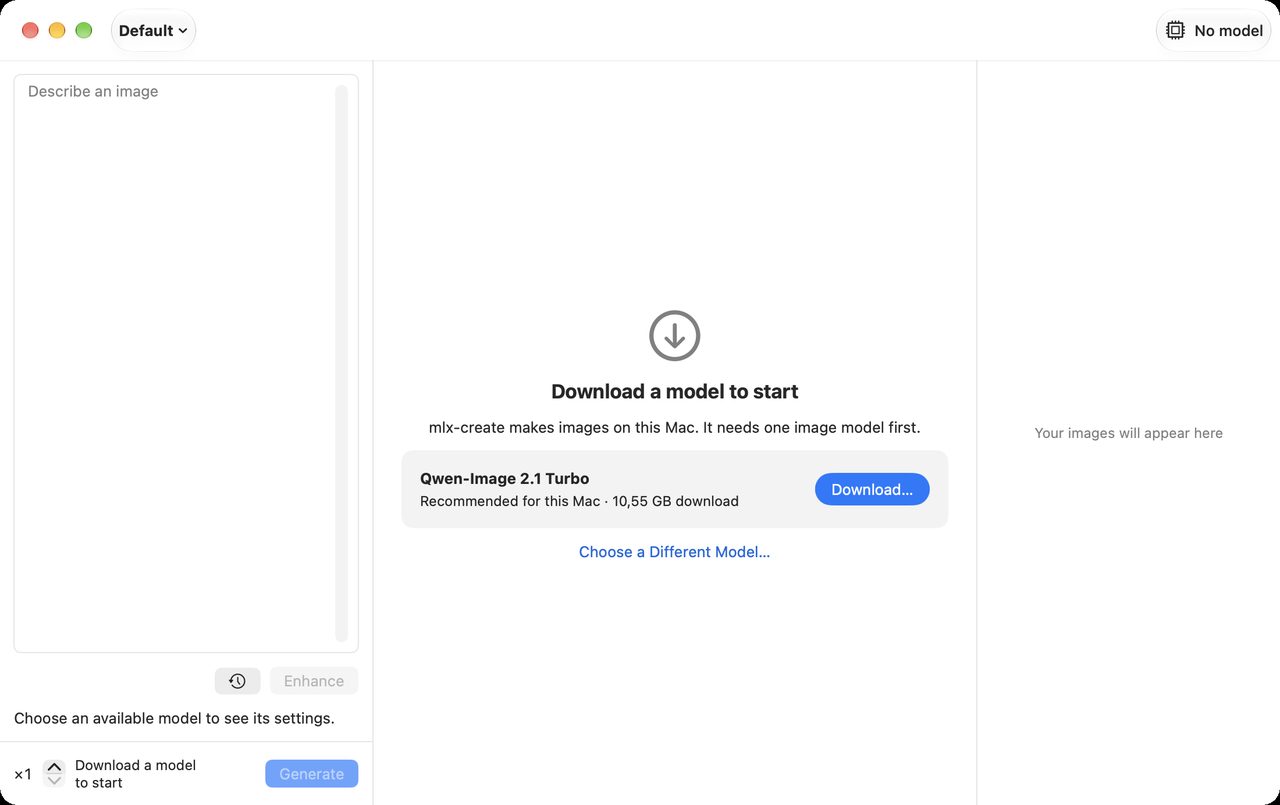 Default
No model
Describe an image
Enhance
Choose an available model to see its settings.
×1
Download a model
to start
Generate
Download a model to start
mlx-create makes images on this Mac. It needs one image model first.
Qwen-Image 2.1 Turbo
Recommended for this Mac · 10,55 GB download
Download...
Choose a Different Model...
Your images will appear here